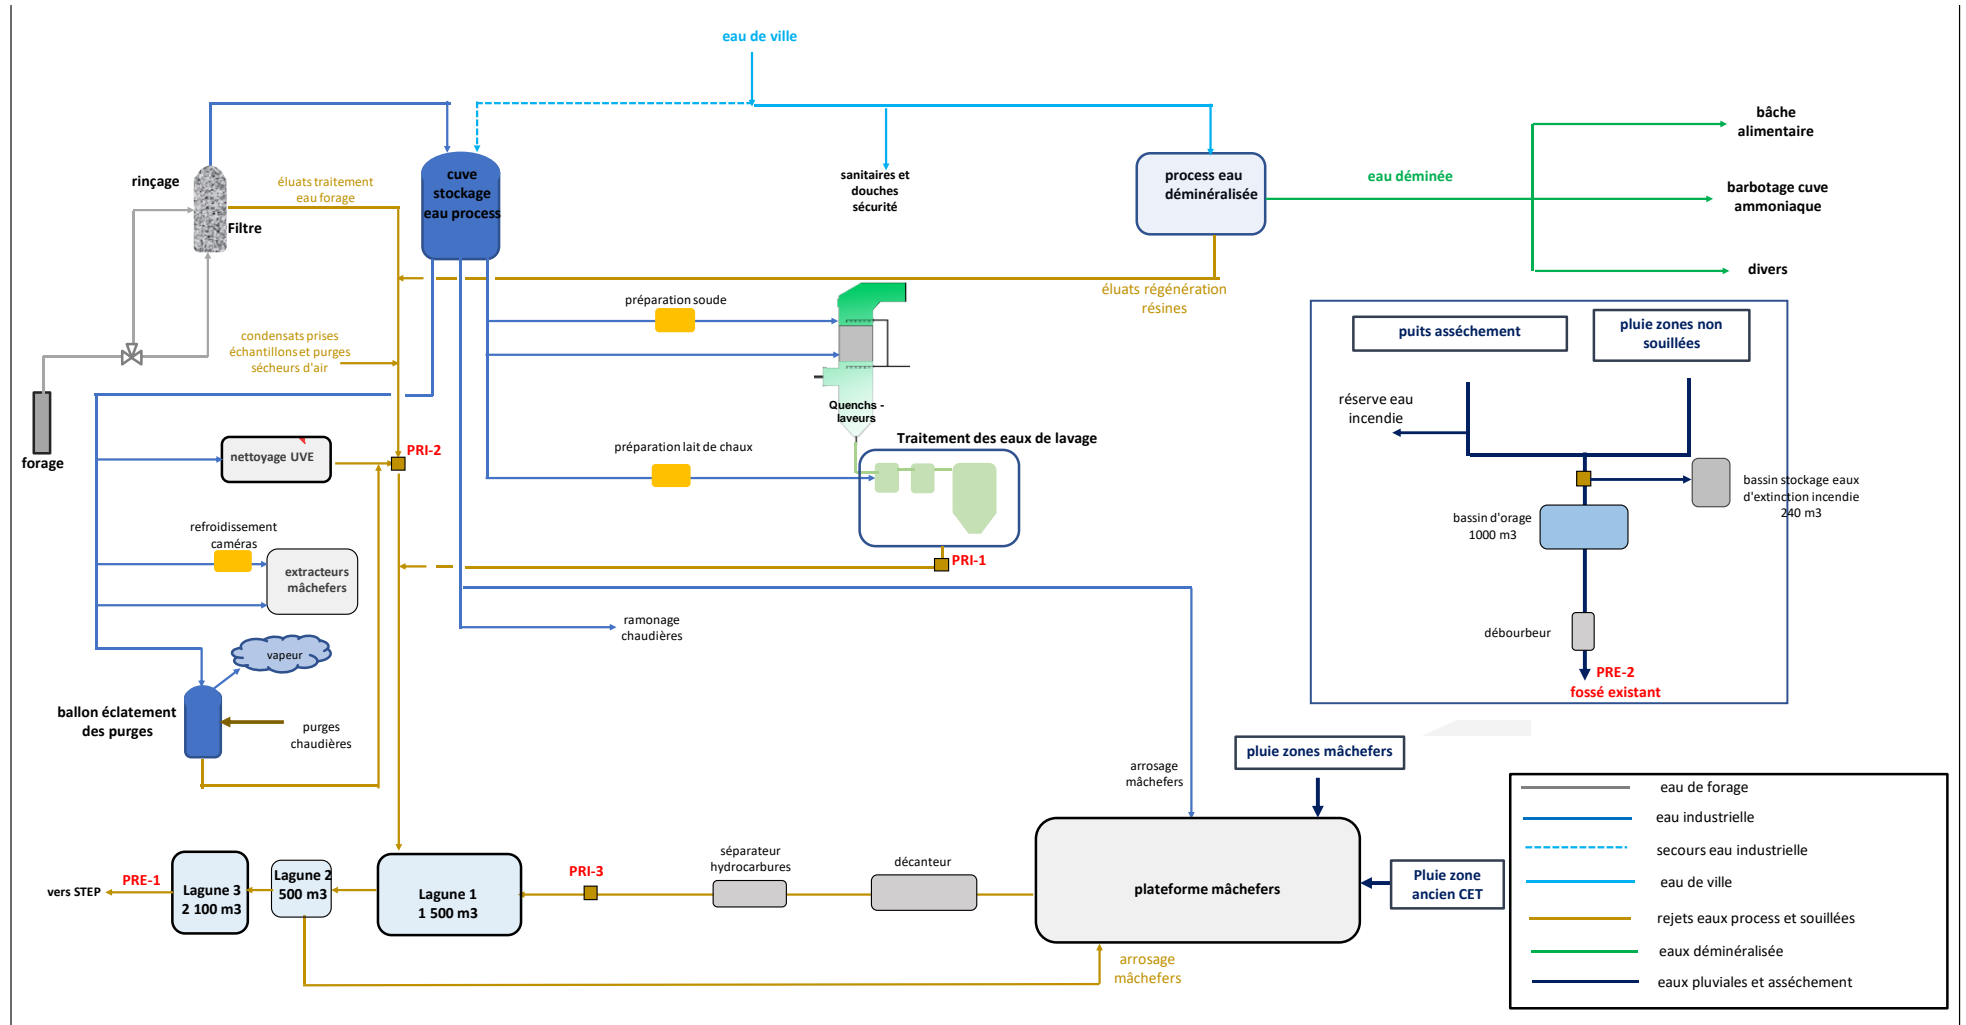 eau de ville
bâche
alimentaire
rinçage
éluats traitement
eau forage
cuve
stockage
eau process
sanitaires et
douches
sécurité
process eau
déminéralisée
eau déminée
barbotage cuve
ammoniaque
Filtre
divers
éluats régénération
résines
préparation soude
condensats prises
échantillons et purges
sécheurs d'air
puits asséchement
pluie zones non
souillées
réserve eau
incendie
Quenchs -
laveurs
Traitement des eaux de lavage
forage
nettoyage UVE
PRI-2
préparation lait de chaux
bassin stockage eaux
d'extinction incendie
240 m3
bassin d'orage
1000 m3
refroidissement
caméras
extracteurs
mâchefers
PRI-1
ramonage
chaudières
débourbeur
vapeur
PRE-2
fossé existant
ballon éclatement
des purges
purges
chaudières
pluie zones mâchefers
arrosage
mâchefers
eau de forage
eau industrielle
secours eau industrielle
eau de ville
rejets eaux process et souillées
eaux déminéralisée
eaux pluviales et asséchement
vers STEP
PRE-1
Lagune 3
2 100 m3
Lagune 2
500 m3
Lagune 1
1 500 m3
PRI-3
séparateur
hydrocarbures
décanteur
plateforme mâchefers
Pluie zone
ancien CET
arrosage
mâchefers